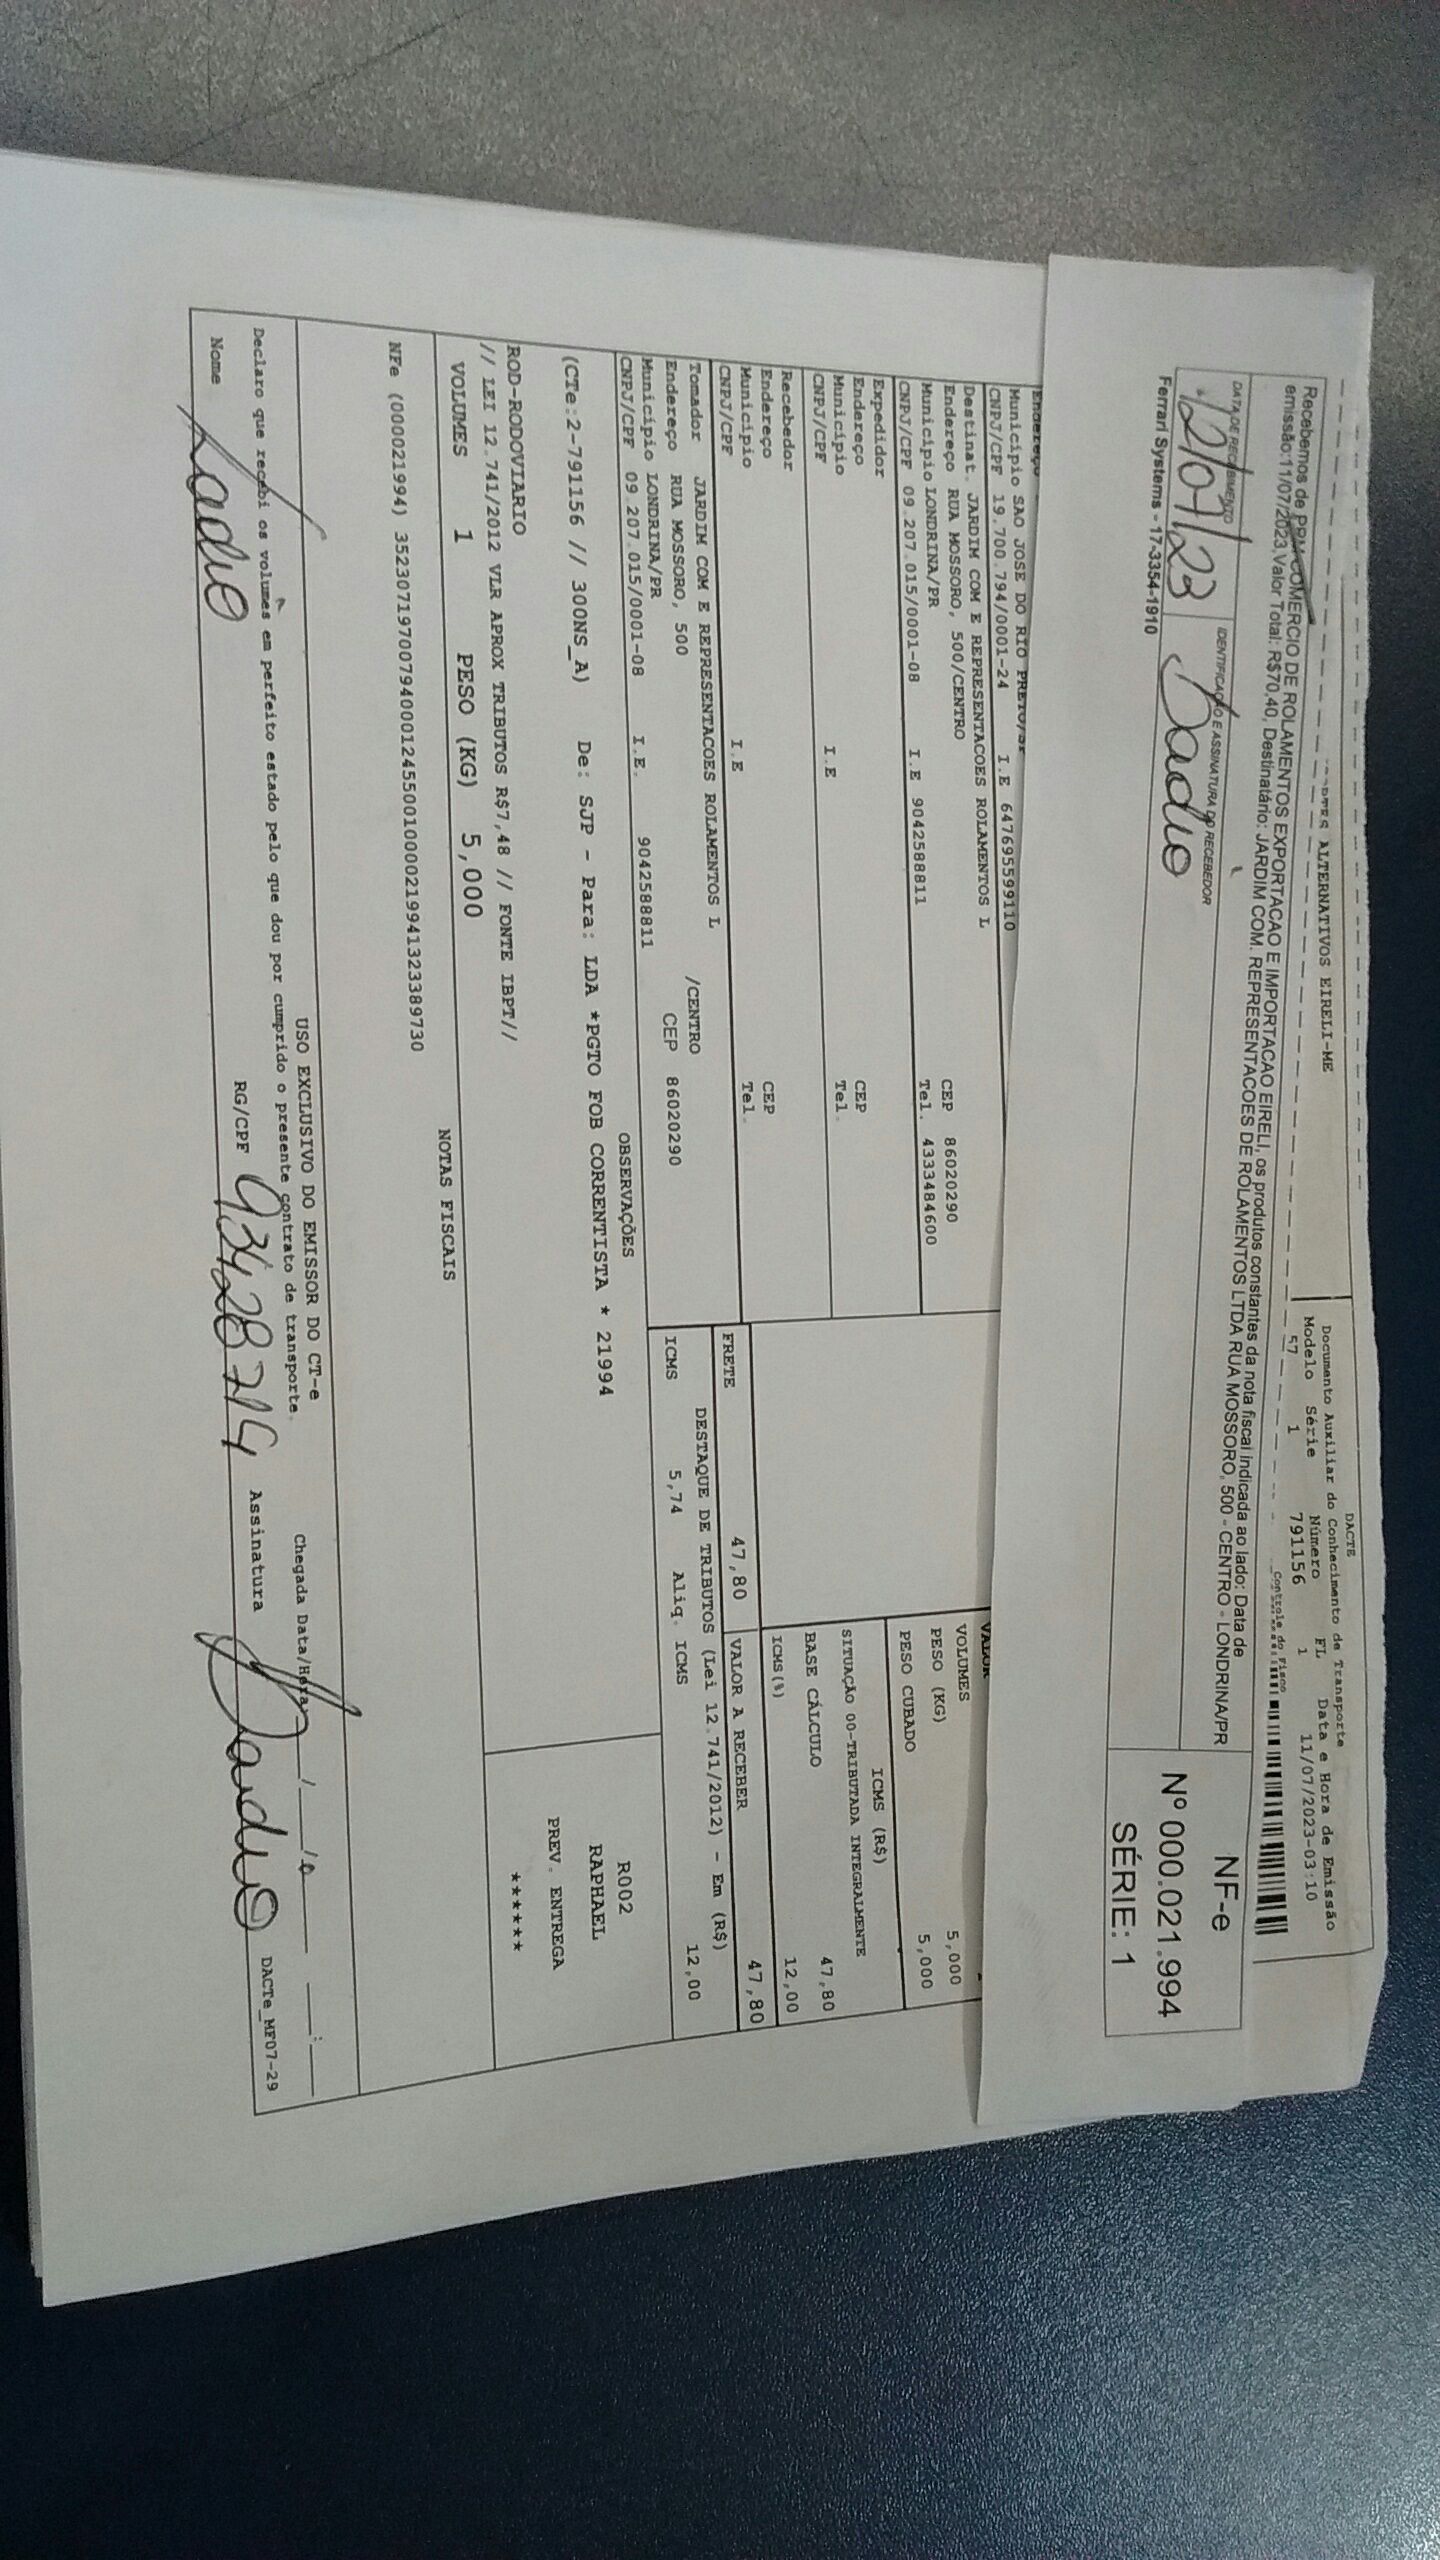 ALTERNATIVOS EIRELI-ME
DACTE
Documento Auxiliar do Conhecimento de Transporte
Modelo Série Número FL Data e Hora de Emissão
57 1 791156 1 11/07/2023-03:10
Controle do Fisco
Recebemos de PRM COMERCIO DE ROLAMENTOS EXPORTACAO E IMPORTACAO EIRELI, os produtos constantes da nota fiscal indicada ao lado: Data de
emissão:11/07/2023,Valor Total: R$70,40, Destinatário: JARDIM COM. REPRESENTACOES DE ROLAMENTOS LTDA RUA MOSSORO, 500 - CENTRO - LONDRINA/PR
DATA DE RECEBIMENTO
IDENTIFICAÇÃO E ASSINATURA DO RECEBEDOR
12/07/23
NF-e
Nº 000.021.994
SÉRIE: 1
Ferrari Systems - 17-3354-1910
Endereço
Município SAO JOSE DO RIO PRETO/SP
CNPJ/CPF 19.700.794/0001-24 I.E 647695599110
Destinat. JARDIM COM E REPRESENTACOES ROLAMENTOS L
Endereço RUA MOSSORO, 500/CENTRO CEP 86020290
Município LONDRINA/PR Tel. 4333484600
CNPJ/CPF 09.207.015/0001-08 I.E 9042588811
Expedidor
Endereço CEP
Município Tel.
CNPJ/CPF I.E
Recebedor
Endereço CEP
Município Tel.
CNPJ/CPF I.E
VALOR
VOLUMES
PESO (KG) 5,000
PESO CUBADO 5,000
ICMS (R$)
SITUAÇÃO 00-TRIBUTADA INTEGRALMENTE
BASE CÁLCULO 47,80
ICMS(%) 12,00
FRETE 47,80 VALOR A RECEBER 47,80
Tomador JARDIM COM E REPRESENTACOES ROLAMENTOS L
Endereço RUA MOSSORO, 500 /CENTRO
Município LONDRINA/PR CEP 86020290
CNPJ/CPF 09.207.015/0001-08 I.E. 9042588811
DESTAQUE DE TRIBUTOS (Lei 12.741/2012) - Em (R$)
ICMS 5,74 Aliq. ICMS 12,00
OBSERVAÇÕES
(CTe:2-791156 // 300NS_A) De: SJP - Para: LDA *PGTO FOB CORRENTISTA * 21994
R002
RAPHAEL
PREV. ENTREGA
******
ROD-RODOVIARIO
// LEI 12.741/2012 VLR APROX TRIBUTOS R$7,48 // FONTE IBPT//
VOLUMES 1 PESO (KG) 5,000
NOTAS FISCAIS
NFe (000021994) 35230719700794000124550010000219941323389730
USO EXCLUSIVO DO EMISSOR DO CT-e
Declaro que recebi os volumes em perfeito estado pelo que dou por cumprido o presente contrato de transporte.
Chegada Data/Hora
Nome RG/CPF Assinatura
DACTe_MF07-29